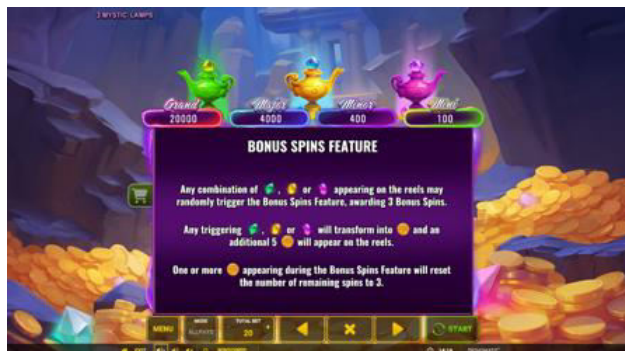 3 MYSTIC LAMPS
Grand Major Minor Mini
20000 4000 400 100
BONUS SPINS FEATURE
Any combination of , or appearing on the reels may
randomly trigger the Bonus Spins Feature, awarding 3 Bonus Spins.
Any triggering , or will transform into and an
additional 5 will appear on the reels.
One or more appearing during the Bonus Spins Feature will reset
the number of remaining spins to 3.
MENU MODE TOTAL BET START
ALLPAYS 20